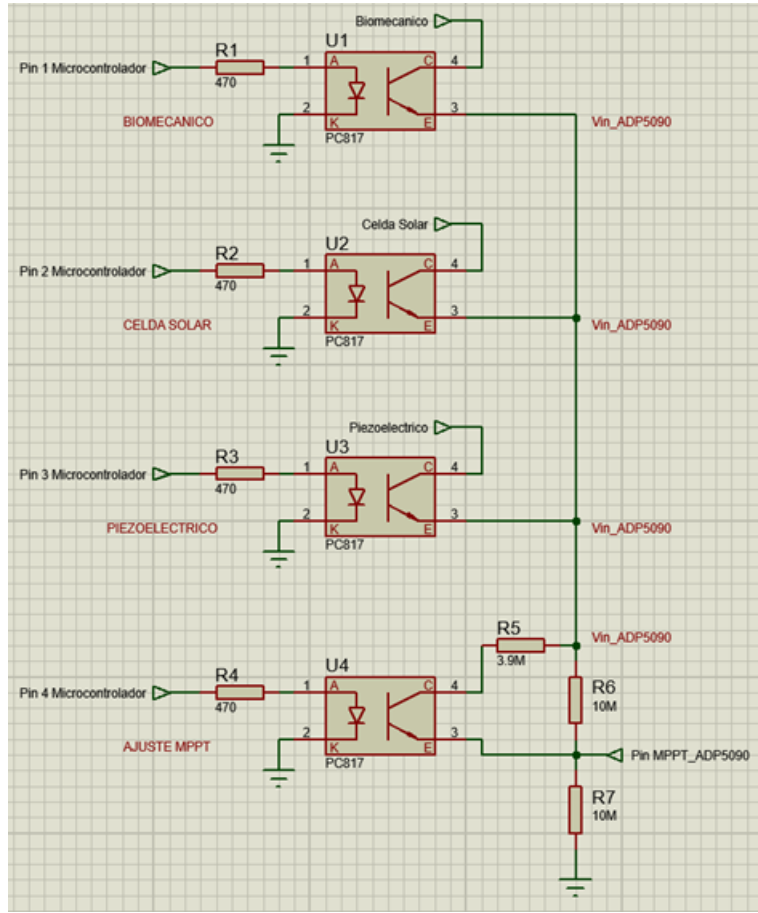 Biomecanico
U1
R1
Pin 1 Microcontrolador
470
1
A
C
4
2
K
E
3
BIOMECANICO
PC817
Vin_ADP5090
Celda Solar
U2
R2
Pin 2 Microcontrolador
470
1
A
C
4
2
K
E
3
CELDA SOLAR
PC817
Vin_ADP5090
Piezoelectrico
U3
R3
Pin 3 Microcontrolador
470
1
A
C
4
2
K
E
3
PIEZOELECTRICO
PC817
Vin_ADP5090
R5
3.9M
Vin_ADP5090
U4
R4
Pin 4 Microcontrolador
470
1
A
C
4
R6
10M
2
K
E
3
AJUSTE MPPT
PC817
Pin MPPT_ADP5090
R7
10M